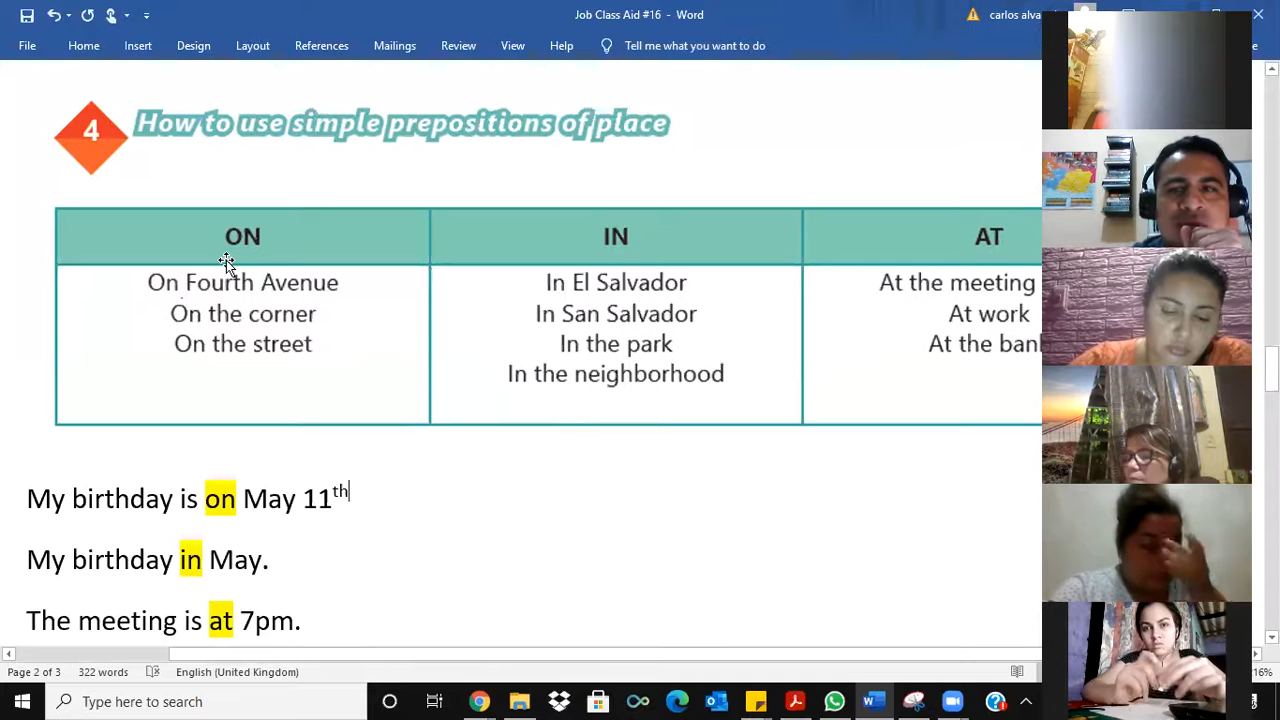 Job Class Aid #16 - Word
carlos alva
File Home Insert Design Layout References Mailings Review View Help Tell me what you want to do
4
How to use simple prepositions of place
ON IN AT
On Fourth Avenue In El Salvador At the meeting
On the corner In San Salvador At work
On the street In the park At the ban
In the neighborhood
My birthday is on May 11th
My birthday in May.
The meeting is at 7pm.
Page 2 of 3 322 words English (United Kingdom) 16%
Type here to search